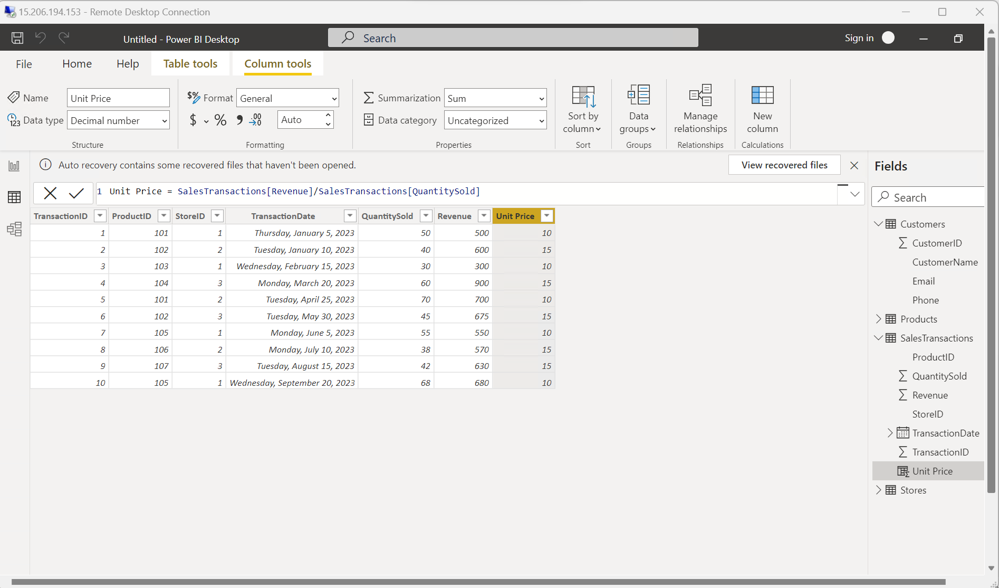 15.206.194.153 - Remote Desktop Connection
Untitled - Power BI Desktop
Search
Sign in
File
Home
Help
Table tools
Column tools
Name
Unit Price
$% Format
General
Summarization
Sum
123 Data type
Decimal number
$ % , .00
Auto
Data category
Uncategorized
Sort by
column
Data
groups
Manage
relationships
New
column
Structure
Formatting
Properties
Sort
Groups
Relationships
Calculations
Auto recovery contains some recovered files that haven't been opened.
View recovered files
1 Unit Price = SalesTransactions[Revenue]/SalesTransactions[QuantitySold]
TransactionID ProductID StoreID TransactionDate QuantitySold Revenue Unit Price
1 101 1 Thursday, January 5, 2023 50 500 10
2 102 2 Tuesday, January 10, 2023 40 600 15
3 103 1 Wednesday, February 15, 2023 30 300 10
4 104 3 Monday, March 20, 2023 60 900 15
5 101 2 Tuesday, April 25, 2023 70 700 10
6 102 3 Tuesday, May 30, 2023 45 675 15
7 105 1 Monday, June 5, 2023 55 550 10
8 106 2 Monday, July 10, 2023 38 570 15
9 107 3 Tuesday, August 15, 2023 42 630 15
10 105 1 Wednesday, September 20, 2023 68 680 10
Fields
Search
Customers
CustomerID
CustomerName
Email
Phone
Products
SalesTransactions
ProductID
QuantitySold
Revenue
StoreID
TransactionDate
TransactionID
Unit Price
Stores